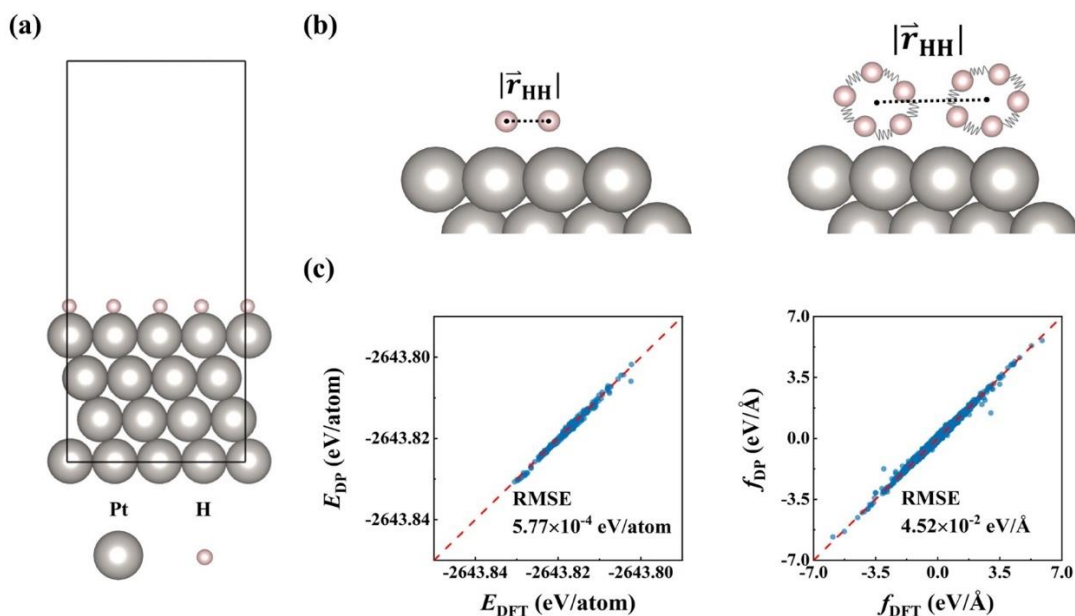 (a)
Pt
H
(b)
|r⃗HH|
|r⃗HH|
(c)
-2643.80
-2643.82
-2643.84
EDP (eV/atom)
RMSE
5.77×10⁻⁴ eV/atom
-2643.84
-2643.82
-2643.80
EDFT (eV/atom)
7.0
3.5
0.0
-3.5
-7.0
fDP (eV/Å)
RMSE
4.52×10⁻² eV/Å
-7.0
-3.5
0.0
3.5
7.0
fDFT (eV/Å)